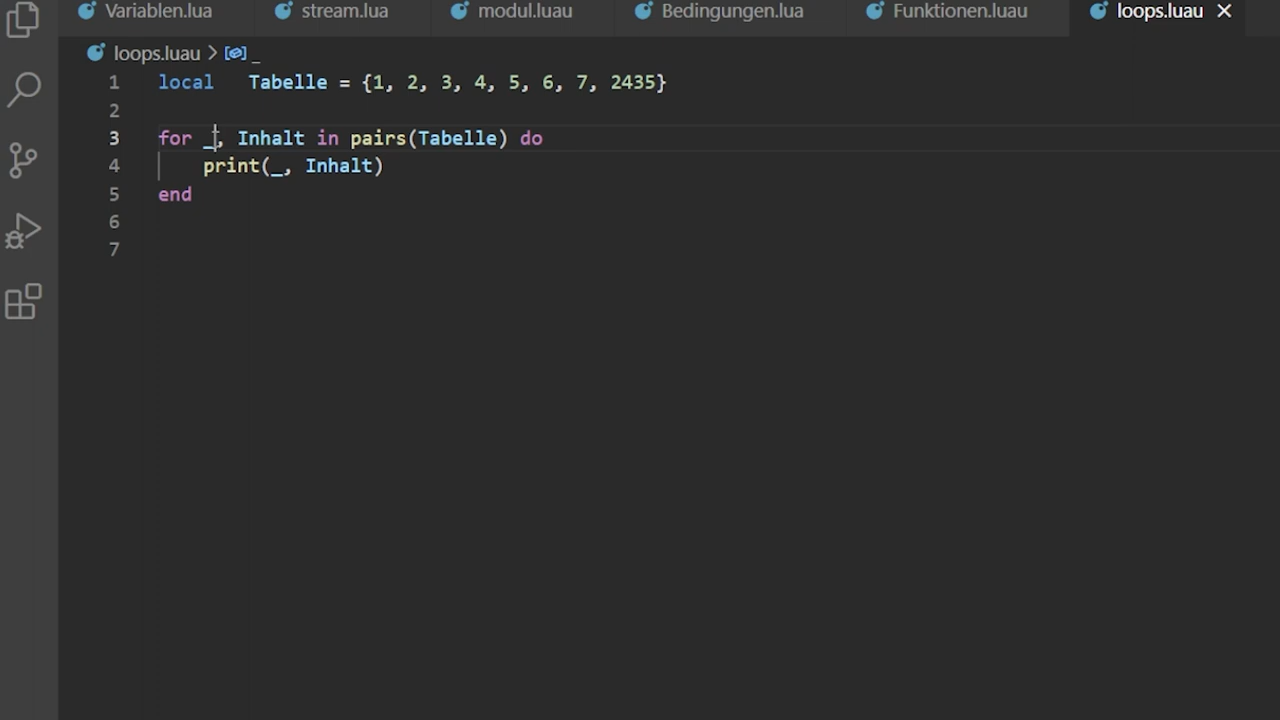 Variablen.lua stream.lua modul.luau Bedingungen.lua Funktionen.luau loops.luau
loops.luau > _
1 local Tabelle = {1, 2, 3, 4, 5, 6, 7, 2435}
2
3 for _, Inhalt in pairs(Tabelle) do
4 print(_, Inhalt)
5 end
6
7